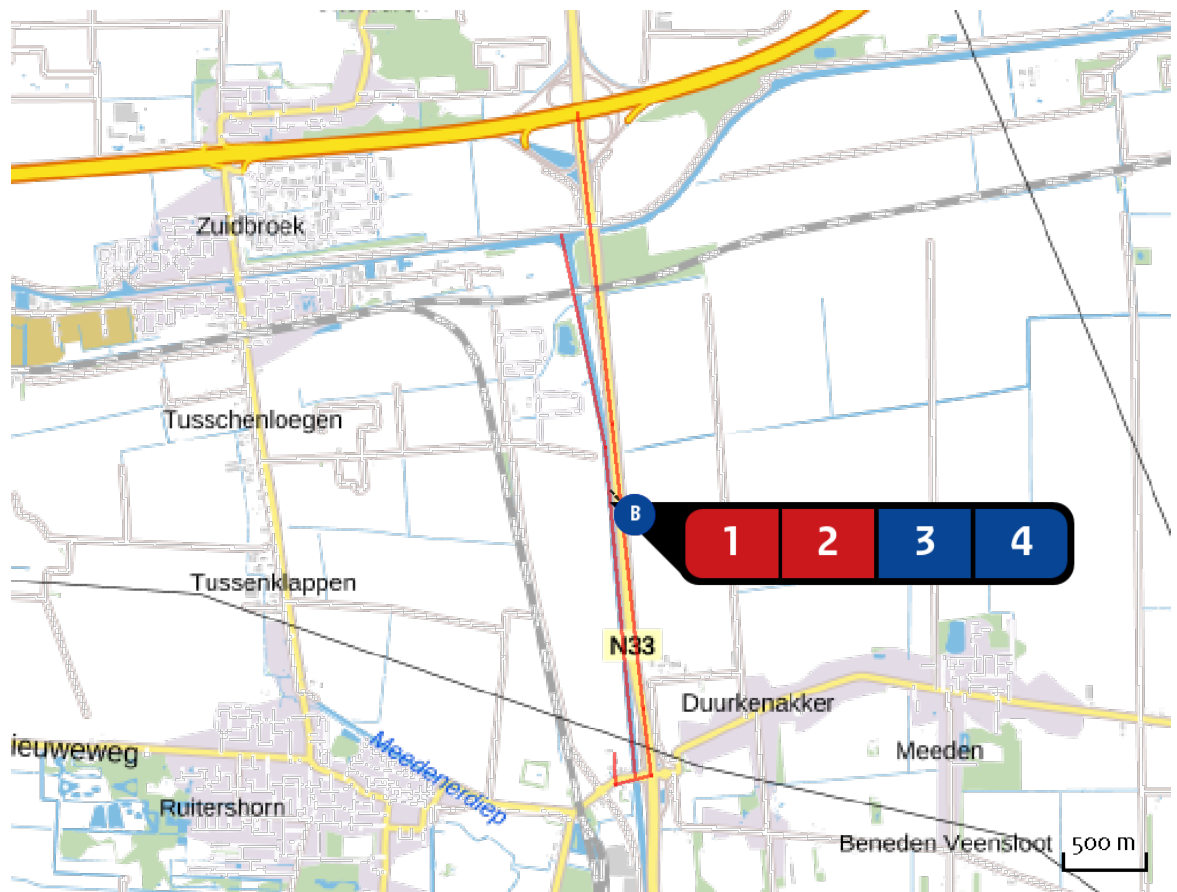 Zuidbroek
Tusschenloegen
B
1 2 3 4
Tussenklappen
N33
Duurkenakker
ieuweweg
Meedenerdiep
Meeden
Ruitershorn
Beneden Veensloot
500 m